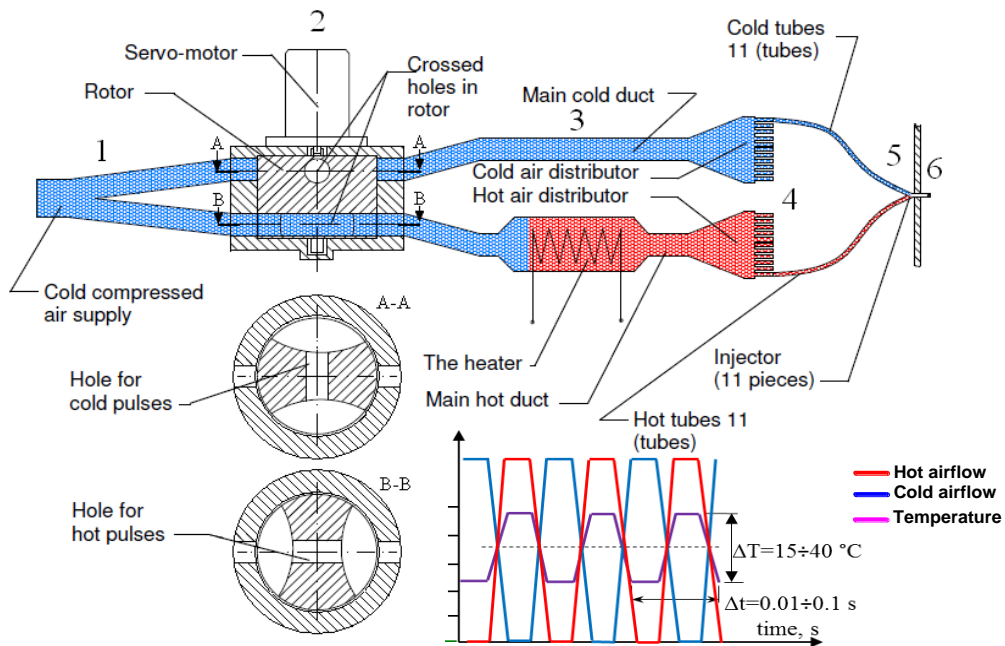 2
Servo-motor
Rotor
Crossed
holes in
rotor
Main cold duct
3
Cold tubes
11 (tubes)
1
A
A
B
B
Cold air distributor
Hot air distributor
4
5
6
Cold compressed
air supply
A-A
Hole for
cold pulses
The heater
Main hot duct
Injector
(11 pieces)
Hot tubes 11
(tubes)
B-B
Hole for
hot pulses
Hot airflow
Cold airflow
Temperature
ΔT=15÷40 °C
Δt=0.01÷0.1 s
time, s